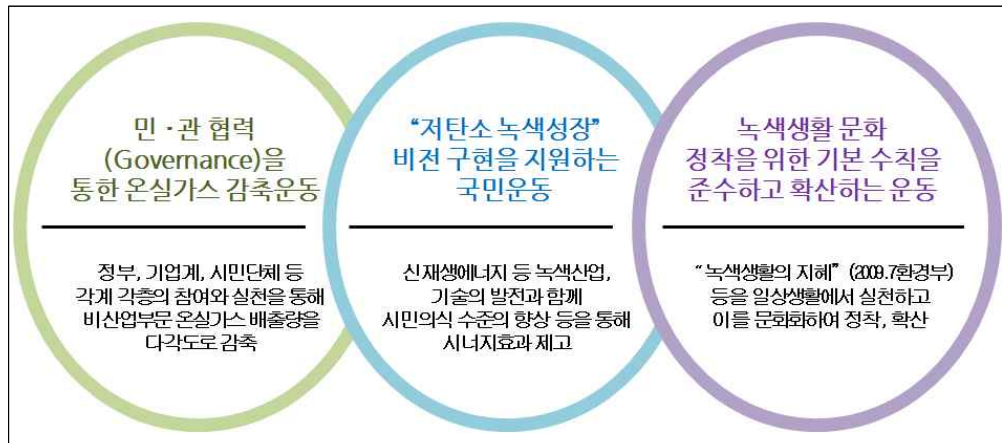 민 ·관 협력
(Governance)을
통한 온실가스 감축운동
정부, 기업계, 시민단체 등
각계 각층의 참여와 실천을 통해
비산업부문 온실가스 배출량을
다각도로 감축
“저탄소 녹색성장”
비전 구현을 지원하는
국민운동
신재생에너지 등 녹색산업,
기술의 발전과 함께
시민의식 수준의 향상 등을 통해
시너지효과 제고
녹색생활 문화
정착을 위한 기본 수칙을
준수하고 확산하는 운동
“녹색생활의 지혜” (2009.7환경부)
등을 일상생활에서 실천하고
이를 문화화하여 정착, 확산